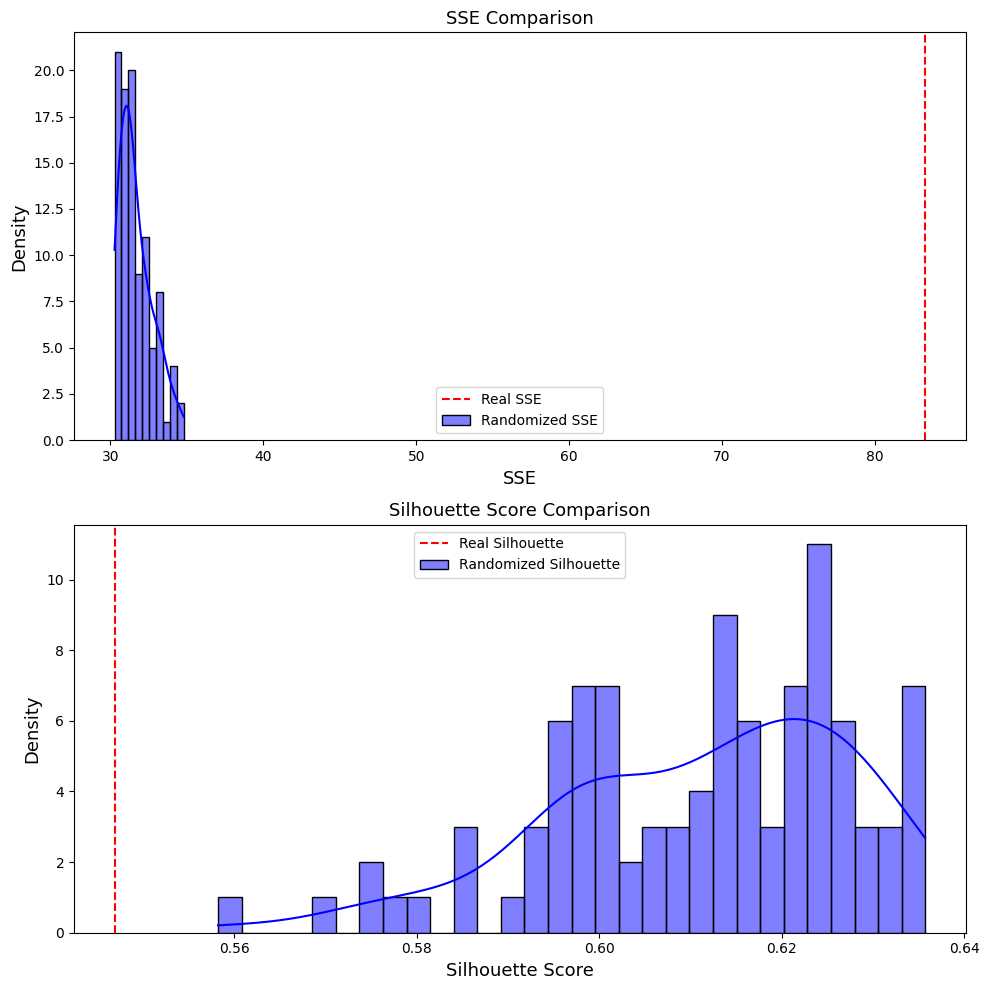 SSE Comparison
20.0
17.5
15.0
12.5
10.0
7.5
5.0
2.5
0.0
Density
Real SSE
Randomized SSE
30 40 50 60 70 80
SSE
Silhouette Score Comparison
Real Silhouette
Randomized Silhouette
10
8
6
4
2
0
Density
0.56 0.58 0.60 0.62 0.64
Silhouette Score